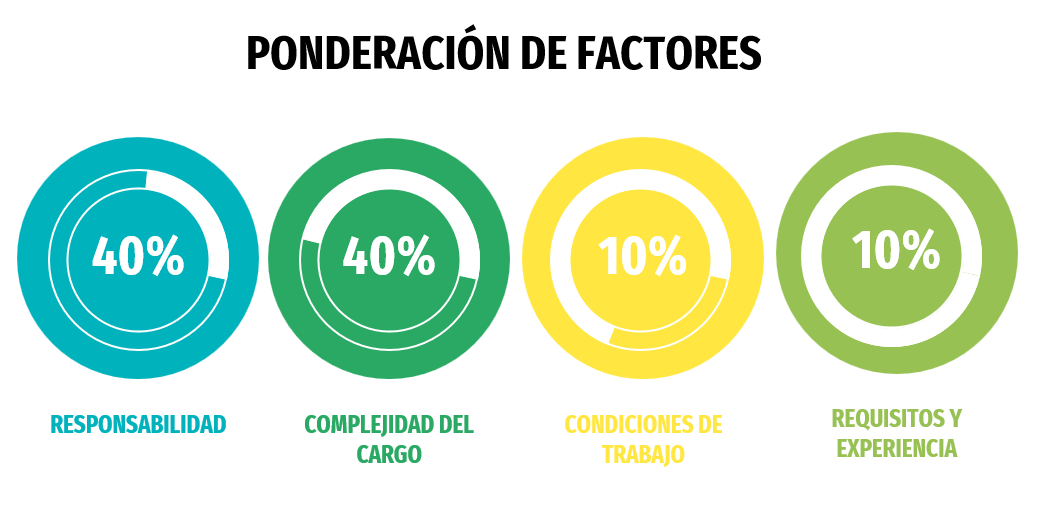 PONDERACIÓN DE FACTORES
40%
40%
10%
10%
RESPONSABILIDAD
COMPLEJIDAD DEL
CARGO
CONDICIONES DE
TRABAJO
REQUISITOS Y
EXPERIENCIA